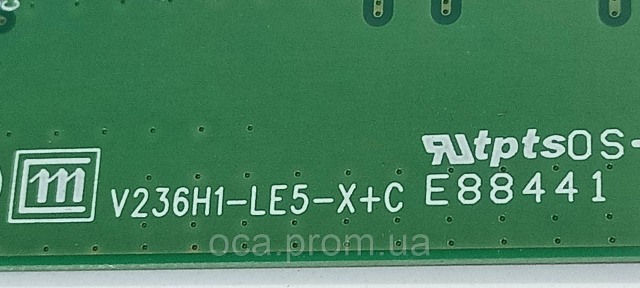 tptsOS-
m V236H1-LE5-X+C E88441
oca.prom.ua